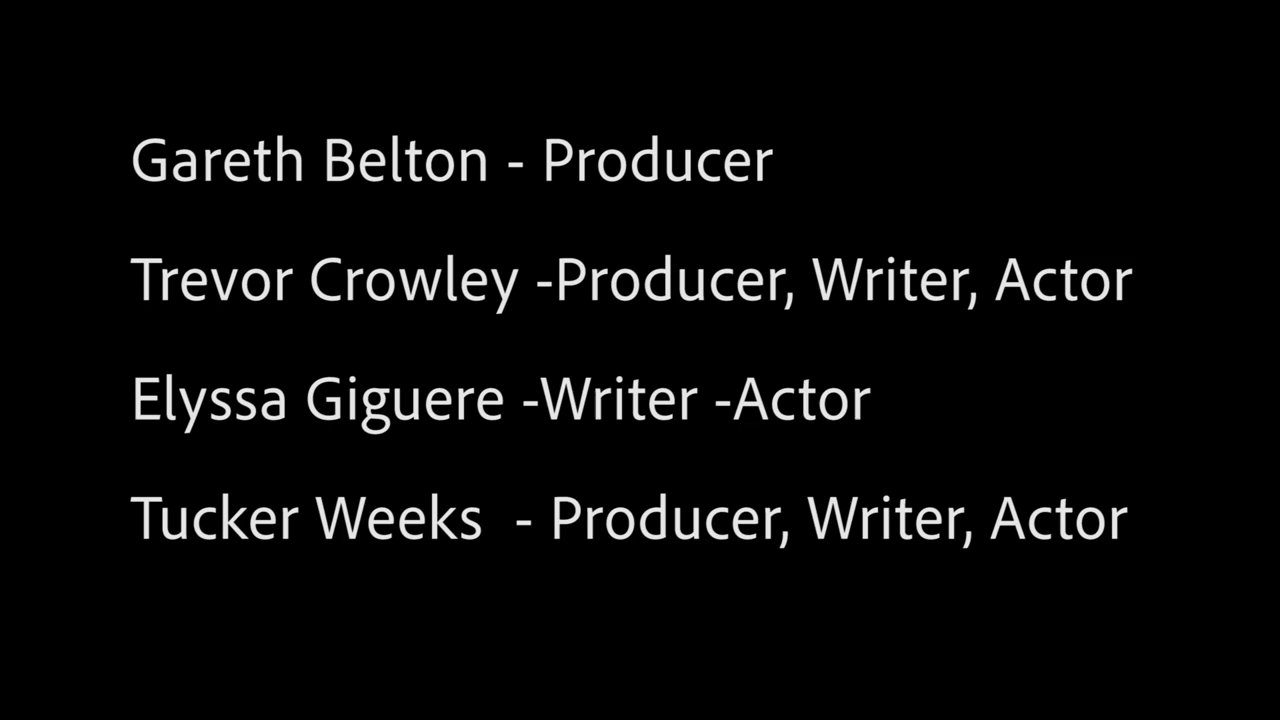 Gareth Belton - Producer
Trevor Crowley -Producer, Writer, Actor
Elyssa Giguere -Writer -Actor
Tucker Weeks  - Producer, Writer, Actor